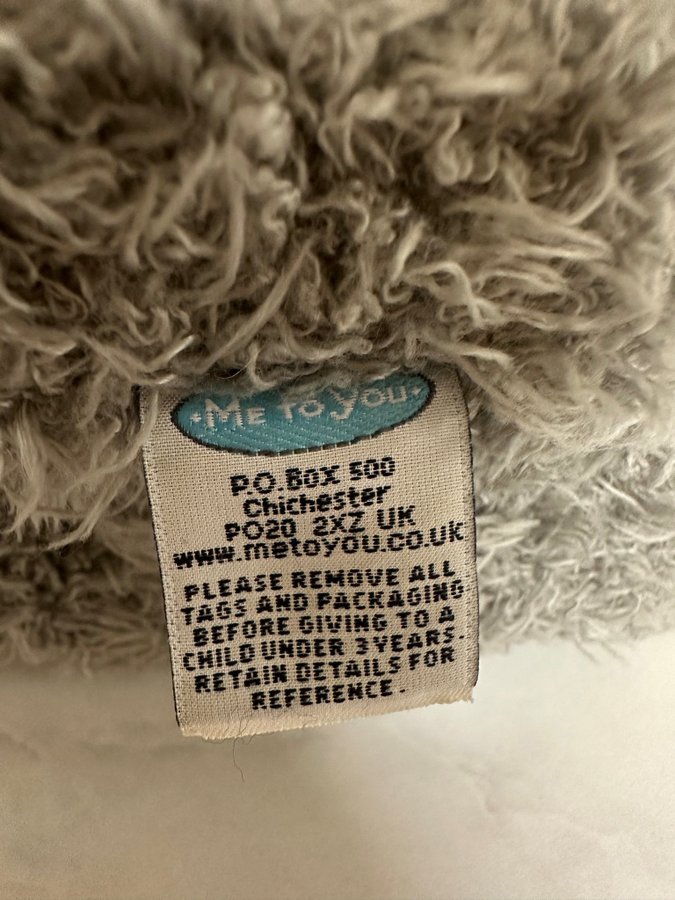 Me to You
P.O.Box 500
Chichester
PO20 2XZ UK
www.metoyou.co.uk
PLEASE REMOVE ALL
TAGS AND PACKAGING
BEFORE GIVING TO A
CHILD UNDER 3 YEARS.
RETAIN DETAILS FOR
REFERENCE.